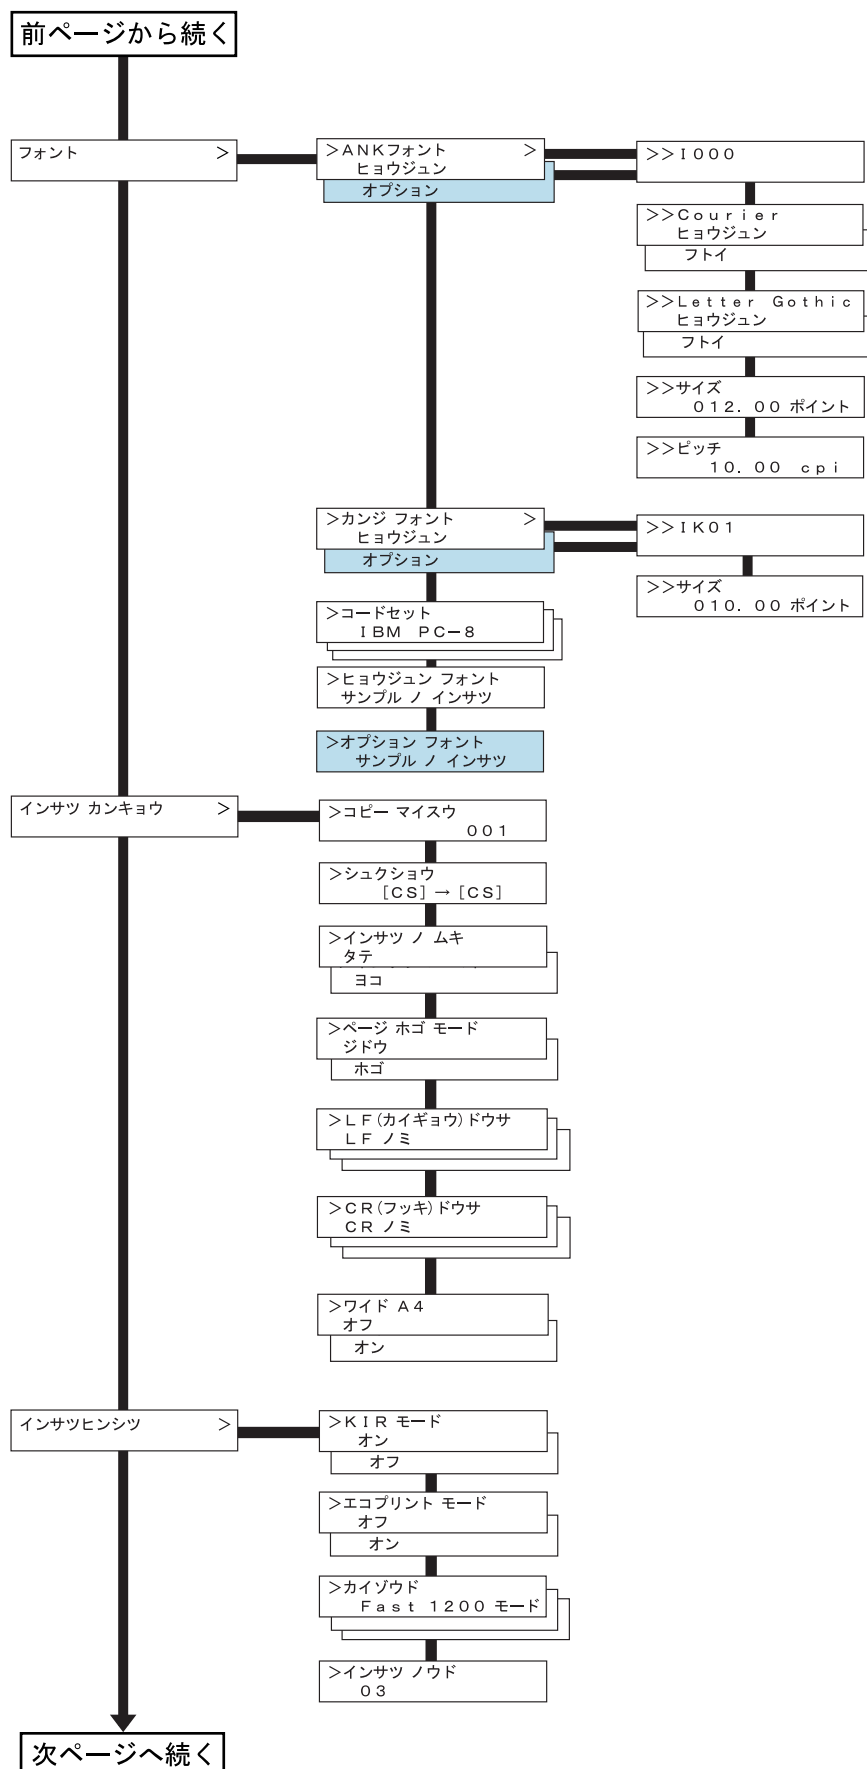 前ページから続く
フォント　>
>ANKフォント　>
ヒョウジュン
オプション
>>I000
>>Courier
ヒョウジュン
フトイ
>>Letter Gothic
ヒョウジュン
フトイ
>>サイズ
012.00 ポイント
>>ピッチ
10.00 cpi
>カンジ フォント　>
ヒョウジュン
オプション
>>IK01
>>サイズ
010.00 ポイント
>コードセット
IBM PC-8
>ヒョウジュン フォント
サンプル ノ インサツ
>オプション フォント
サンプル ノ インサツ
インサツ カンキョウ　>
>コピー マイスウ
001
>シュクショウ
[CS]→[CS]
>インサツ ノ ムキ
タテ
ヨコ
>ページ ホゴ モード
ジドウ
ホゴ
>LF(カイギョウ)ドウサ
LF ノミ
>CR(フッキ)ドウサ
CR ノミ
>ワイド A4
オフ
オン
インサツヒンシツ　>
>KIR モード
オン
オフ
>エコプリント モード
オフ
オン
>カイゾウド
Fast 1200 モード
>インサツ ノウド
03
次ページへ続く